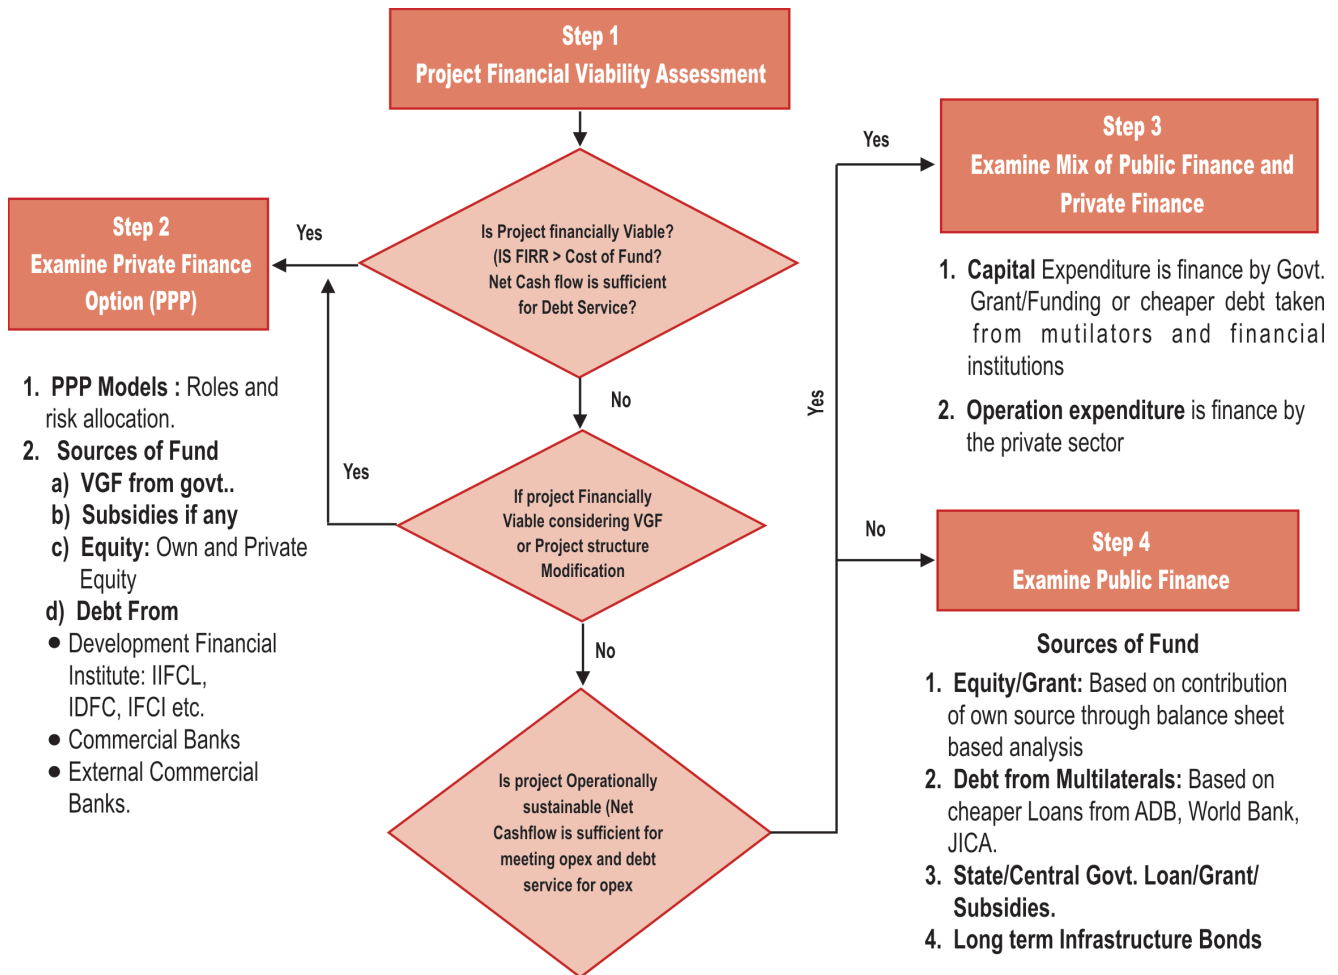 Step 1
Project Financial Viability Assessment
Is Project financially Viable?
(IS FIRR > Cost of Fund?
Net Cash flow is sufficient
for Debt Service?
Yes
Step 2
Examine Private Finance
Option (PPP)
1. PPP Models : Roles and
risk allocation.
2. Sources of Fund
a) VGF from govt..
b) Subsidies if any
c) Equity: Own and Private
Equity
d) Debt From
● Development Financial
Institute: IIFCL,
IDFC, IFCI etc.
● Commercial Banks
● External Commercial
Banks.
No
Yes
If project Financially
Viable considering VGF
or Project structure
Modification
No
Is project Operationally
sustainable (Net
Cashflow is sufficient for
meeting opex and debt
service for opex
Yes
Yes
Step 3
Examine Mix of Public Finance and
Private Finance
1. Capital Expenditure is finance by Govt.
Grant/Funding or cheaper debt taken
from mutilators and financial
institutions
2. Operation expenditure is finance by
the private sector
No
Step 4
Examine Public Finance
Sources of Fund
1. Equity/Grant: Based on contribution
of own source through balance sheet
based analysis
2. Debt from Multilaterals: Based on
cheaper Loans from ADB, World Bank,
JICA.
3. State/Central Govt. Loan/Grant/
Subsidies.
4. Long term Infrastructure Bonds